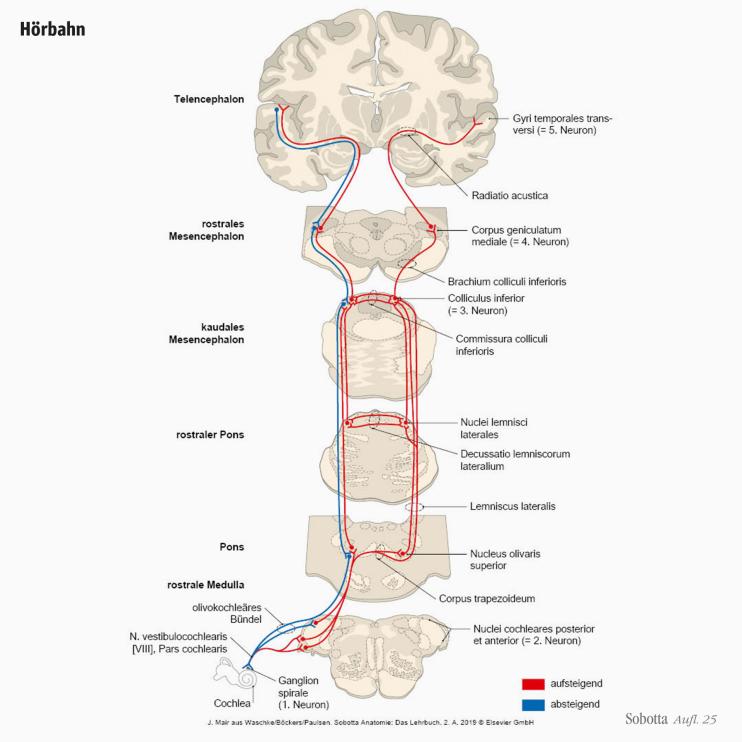 Hörbahn
Telencephalon
Gyri temporales trans-
versi (= 5. Neuron)
Radiatio acustica
rostrales
Mesencephalon
Corpus geniculatum
mediale (= 4. Neuron)
Brachium colliculi inferioris
Colliculus inferior
(= 3. Neuron)
kaudales
Mesencephalon
Commissura colliculi
inferioris
rostraler Pons
Nuclei lemnisci
laterales
Decussatio lemniscorum
lateralium
Lemniscus lateralis
Pons
Nucleus olivaris
superior
rostrale Medulla
Corpus trapezoideum
olivokochleäres
Bündel
N. vestibulocochlearis
[VIII], Pars cochlearis
Nuclei cochleares posterior
et anterior (= 2. Neuron)
Ganglion
spirale
(1. Neuron)
Cochlea
aufsteigend
absteigend
J. Mair aus Waschke/Böckers/Paulsen. Sobotta Anatomie: Das Lehrbuch, 2. A. 2019 © Elsevier GmbH
Sobotta Aufl. 25